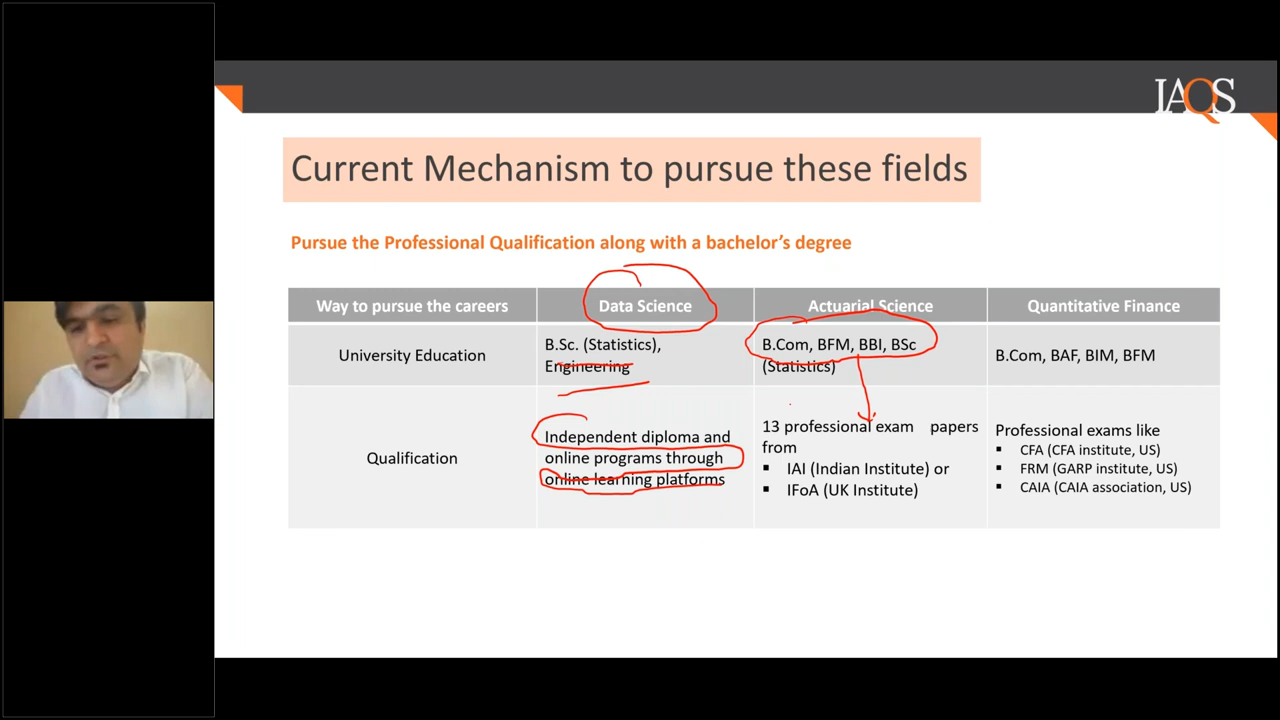 IAQS
Current Mechanism to pursue these fields
Pursue the Professional Qualification along with a bachelor's degree
Way to pursue the careers
Data Science
Actuarial Science
Quantitative Finance
University Education
B.Sc. (Statistics),
Engineering
B.Com, BFM, BBI, BSc
(Statistics)
B.Com, BAF, BIM, BFM
Qualification
Independent diploma and
online programs through
online learning platforms
13 professional exam papers
from
▪ IAI (Indian Institute) or
▪ IFoA (UK Institute)
Professional exams like
▪ CFA (CFA institute, US)
▪ FRM (GARP institute, US)
▪ CAIA (CAIA association, US)